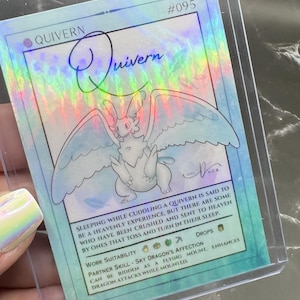 QUIVERN #095
Quivern
SLEEPING WHILE CUDDLING A QUIVERN IS SAID TO
BE A HEAVENLY EXPERIENCE, BUT THERE ARE SOME
WHO HAVE BEEN CRUSHED AND SENT TO HEAVEN
BY ONES THAT TOSS AND TURN IN THEIR SLEEP.
WORK SUITABILITY DROPS
PARTNER SKILL - SKY DRAGON'S AFFECTION
CAN BE RIDDEN AS A FLYING MOUNT. ENHANCES
DRAGON ATTACKS WHILE MOUNTED.